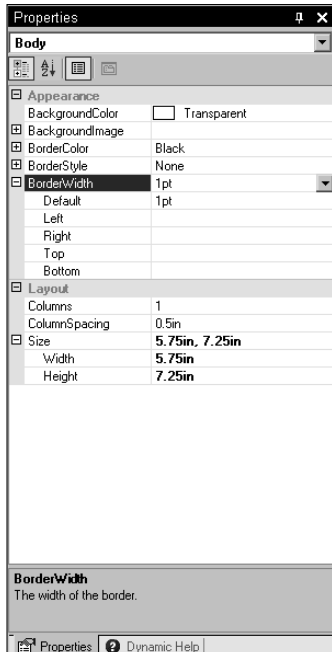 Properties
Body
Appearance
BackgroundColor Transparent
BackgroundImage
BorderColor Black
BorderStyle None
BorderWidth 1pt
Default 1pt
Left
Right
Top
Bottom
Layout
Columns 1
ColumnSpacing 0.5in
Size 5.75in, 7.25in
Width 5.75in
Height 7.25in
BorderWidth
The width of the border.
Properties Dynamic Help